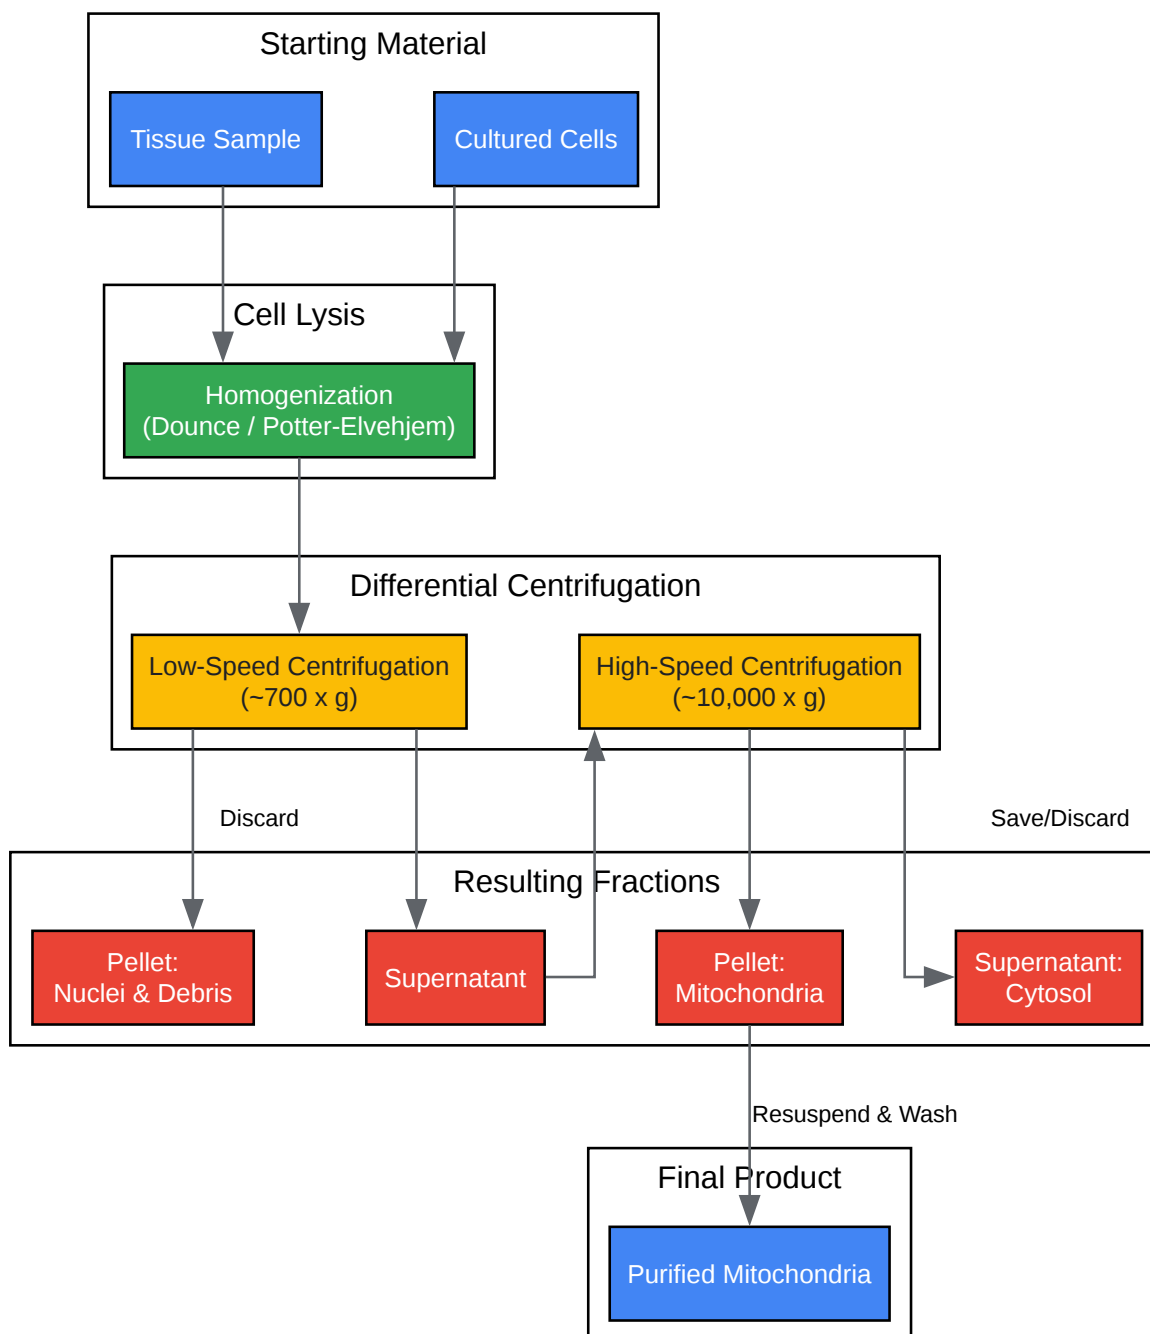 Starting Material
Tissue Sample
Cultured Cells
Cell Lysis
Homogenization
(Dounce / Potter-Elvehjem)
Differential Centrifugation
Low-Speed Centrifugation
(~700 x g)
High-Speed Centrifugation
(~10,000 x g)
Discard
Save/Discard
Resulting Fractions
Pellet:
Nuclei & Debris
Supernatant
Pellet:
Mitochondria
Supernatant:
Cytosol
Resuspend & Wash
Final Product
Purified Mitochondria